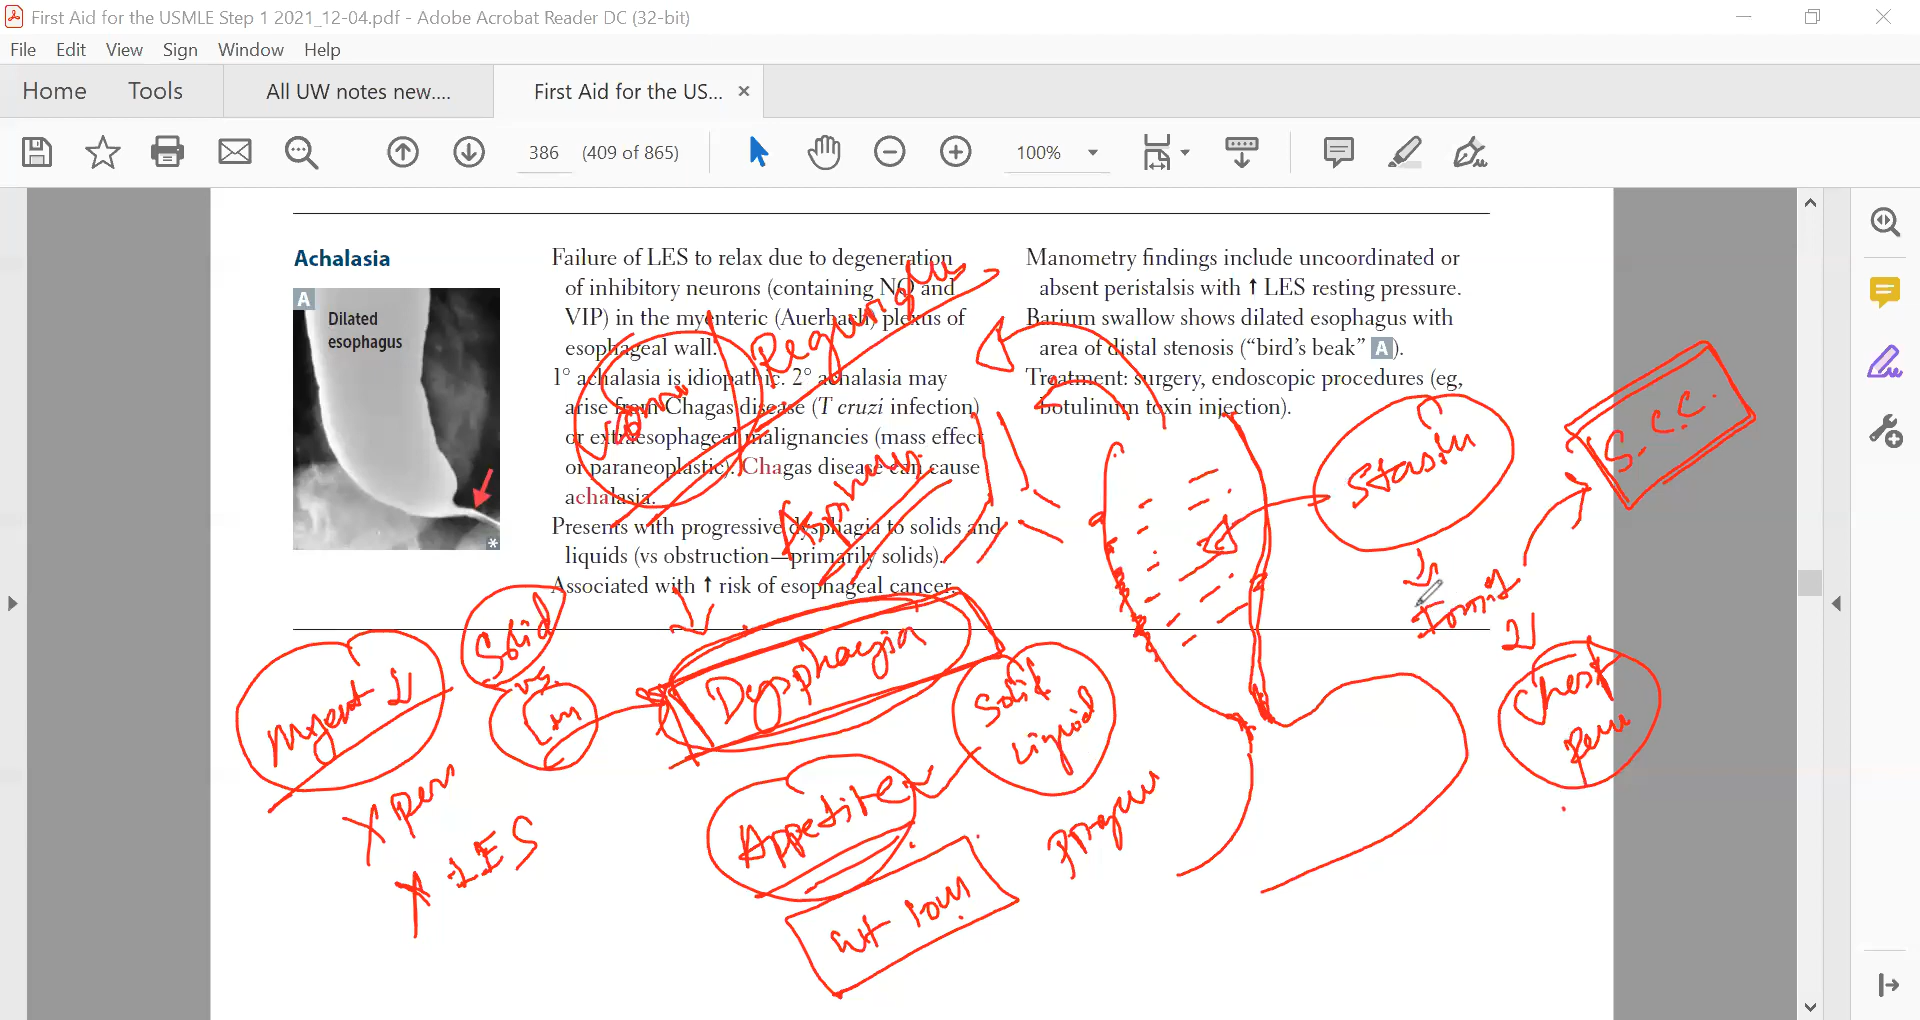 First Aid for the USMLE Step 1 2021_12-04.pdf - Adobe Acrobat Reader DC (32-bit)
File Edit View Sign Window Help
Home Tools All UW notes new.... First Aid for the US... ×
386 (409 of 865) 100%
Achalasia
A
Dilated
esophagus
*
Failure of LES to relax due to degeneration
of inhibitory neurons (containing NO and
VIP) in the myenteric (Auerbach) plexus of
esophageal wall.
1° achalasia is idiopathic. 2° achalasia may
arise from Chagas disease (T cruzi infection)
or extraesophageal malignancies (mass effect
or paraneoplastic). Chagas disease can cause
achalasia.
Presents with progressive dysphagia to solids and
liquids (vs obstruction—primarily solids).
Associated with ↑ risk of esophageal cancer.
Manometry findings include uncoordinated or
absent peristalsis with ↑ LES resting pressure.
Barium swallow shows dilated esophagus with
area of distal stenosis (“bird’s beak” A).
Treatment: surgery, endoscopic procedures (eg,
botulinum toxin injection).
S.C.C.
Solid
vs
Dysphagia
Solid
Liquid
Chest
Appetite
LES
wt